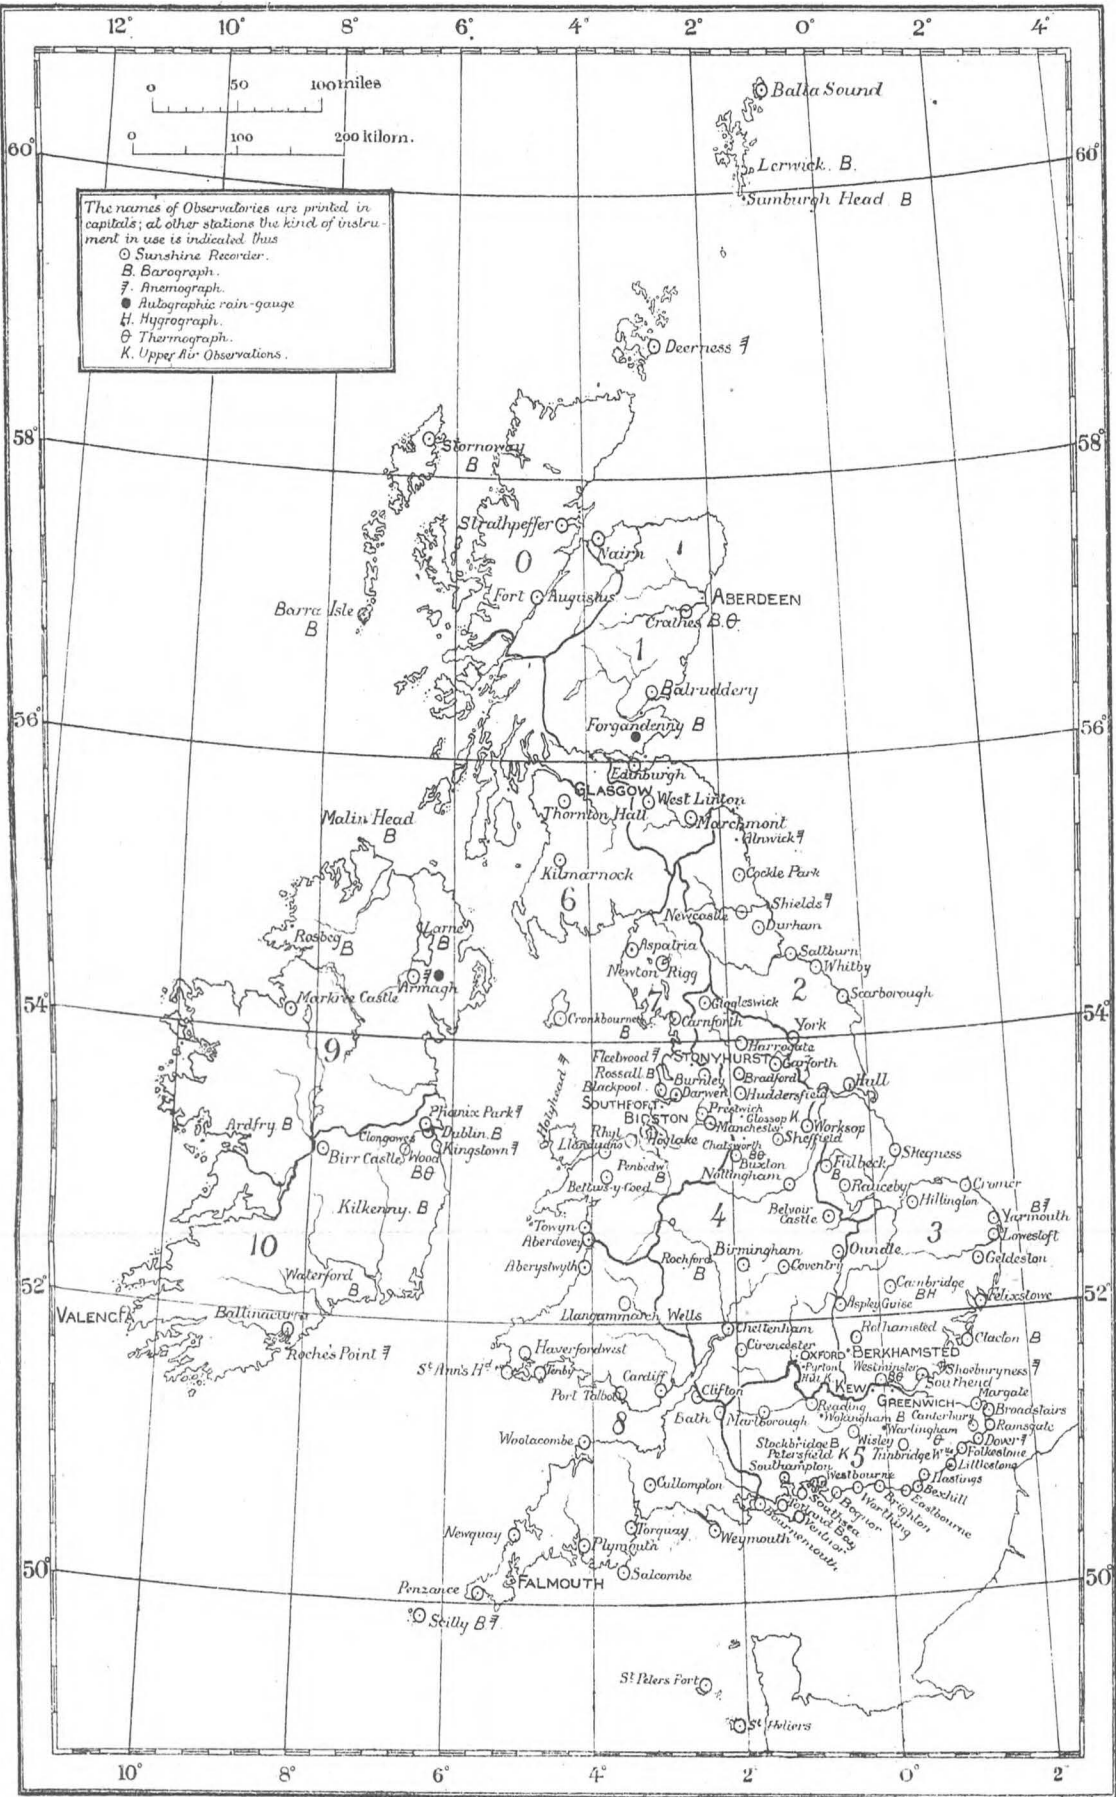 12° 10° 8° 6° 4° 2° 0° 2° 4°
0 50 100 miles
0 100 200 kilom.
Balta Sound
60° 60°
Lerwick. B.
Sumburgh Head B
The names of Observatories are printed in
capitals; at other stations the kind of instru-
ment in use is indicated thus
⊙ Sunshine Recorder.
B. Barograph.
Anemograph.
● Autographic rain-gauge
H. Hygrograph.
θ Thermograph.
K. Upper Air Observations.
Deerness
58° 58°
Stornoway
B
Strathpeffer
Nairn
0
1
Fort Augustus
ABERDEEN
Crathes B.θ.
Barra Isle
B
1
Balruddery
Forgandenny B
56° 56°
Edinburgh
GLASGOW
West Linton
Thornton Hall
Marchmont
Malin Head
B
Alnwick
Kilmarnock
Cockle Park
6
Shields
Newcastle
Durham
Larne
B
Rosbeg
B
Aspatria
Saltburn
Newton Rigg
Whitby
Armagh
Markree Castle
7
Giggleswick
2
Scarborough
54° 54°
Cronkbourne
B
Carnforth
York
9
Harrogate
Fleetwood
STONYHURST
Garforth
Rossall B
Burnley
Bradford
Hull
Blackpool.
Darwen
Huddersfield
Holyhead
SOUTHPORT.
Prestwich
Phœnix Park
BIDSTON
Glossop K
Ardfry B
Manchester
Worksop
Clongowes
Wood
Bθ
Dublin. B
Rhyl
Hoylake
Sheffield
Llandudno
Chatsworth
Bθ
Kingstown
Birr Castle
Skegness
Buxton
Fulbeck
B
Penbedw
B
Bettws-y-Coed
Nottingham
Rauceby
Cromer
Kilkenny. B
Hillington
Belvoir
Castle
4
Yarmouth
B
Towyn
3
Lowestoft
Aberdovey
10
Birmingham
Oundle
Geldeston
Rochford
B
Aberystwyth
Coventry
Waterford
B
Cambridge
BH
52° 52°
Felixstowe
Aspley Guise
VALENCIA
Ballinacurra
Llangammarch Wells
Cheltenham
Rothamsted
Clacton B
Roche's Point
Haverfordwest
Cirencester
OXFORD
BERKHAMSTED
Pyrton
Hill K.
Westminster
Bθ
Shoeburyness
St Ann's Hd
Tenby
Cardiff
Southend
Port Talbot
Clifton
KEW
GREENWICH
Margate
8
Bath
Marlborough
Reading
Broadstairs
Wokingham B
Canterbury
Ramsgate
Warlingham
θ
Woolacombe
Stockbridge B
Wisley
Dover
Petersfield K
5
Tunbridge Wells
Folkestone
Southampton
Littlestone
Westbourne
Hastings
Cullompton
Bexhill
Eastbourne
Brighton
Worthing
Bognor
Southsea
Totland Bay
Ventnor
Bournemouth
Newquay
Torquay
Weymouth
Plymouth
50° 50°
Salcombe
Penzance
FALMOUTH
Scilly B.
St Peters Port
St Heliers
10° 8° 6° 4° 2° 0° 2°